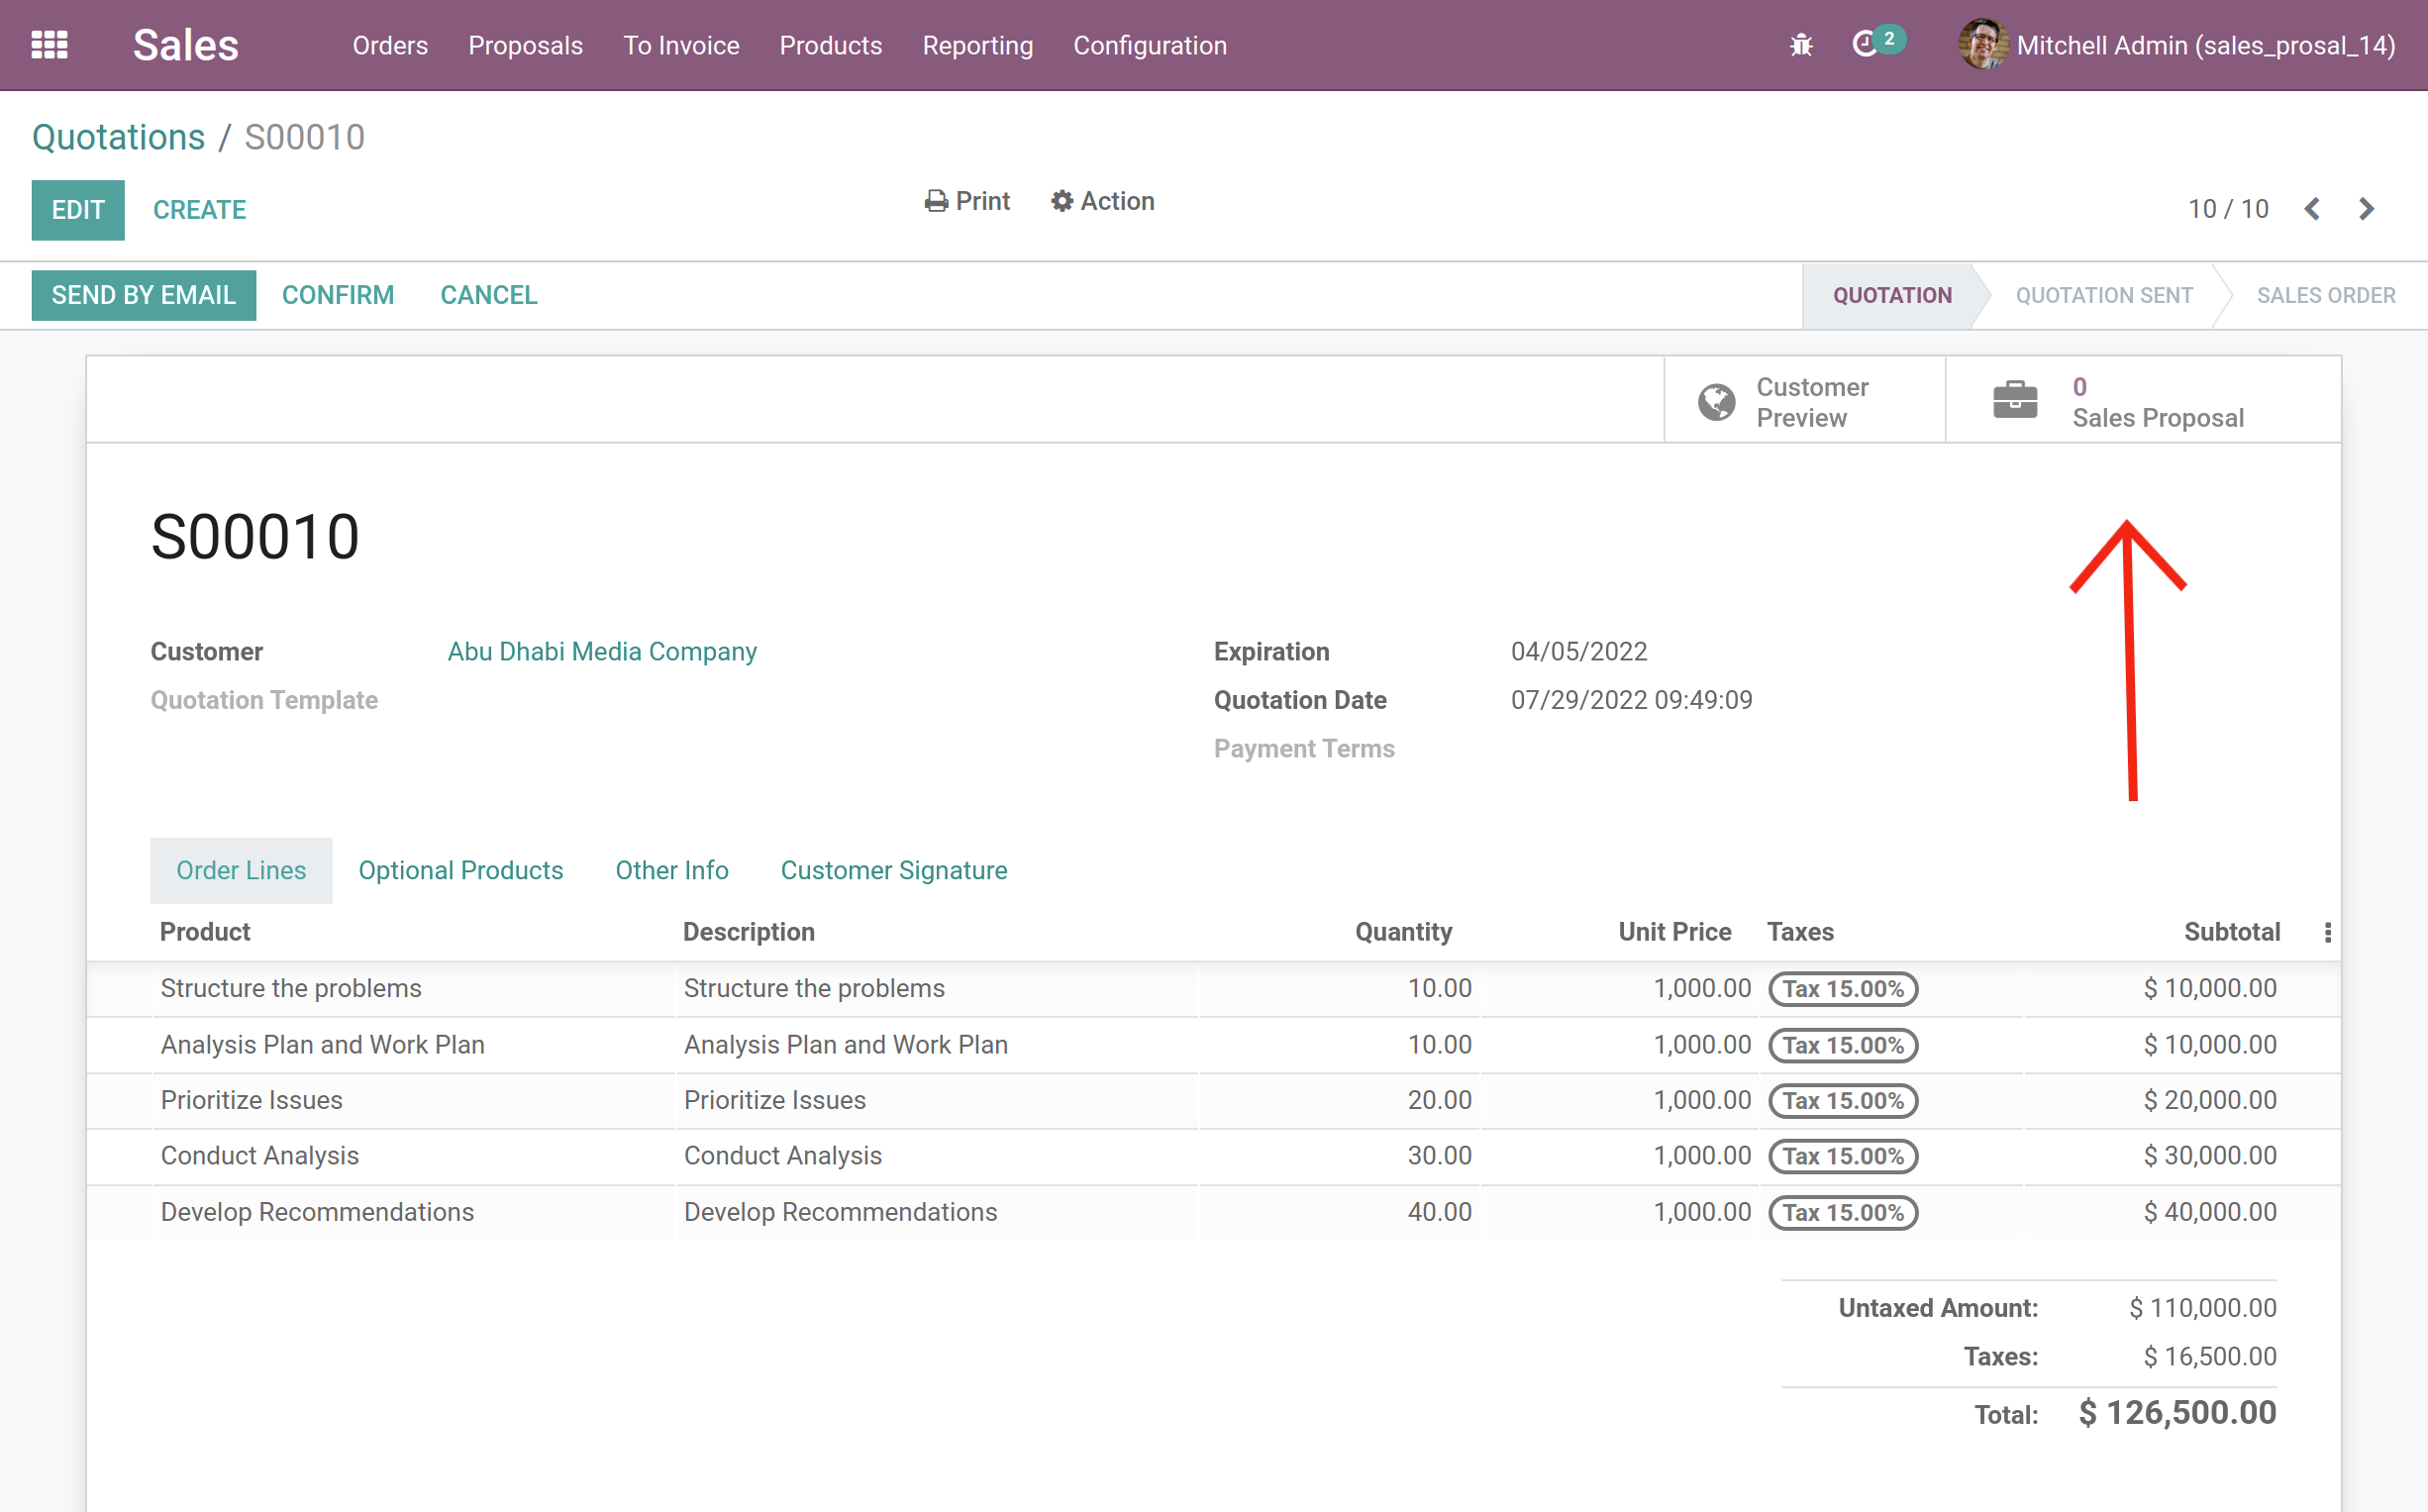 Sales Orders Proposals To Invoice Products Reporting Configuration 2 Mitchell Admin (sales_prosal_14)
Quotations / S00010
EDIT CREATE Print Action 10 / 10
SEND BY EMAIL CONFIRM CANCEL QUOTATION QUOTATION SENT SALES ORDER
Customer
Preview
0
Sales Proposal
S00010
Customer Abu Dhabi Media Company Expiration 04/05/2022
Quotation Template Quotation Date 07/29/2022 09:49:09
Payment Terms
Order Lines Optional Products Other Info Customer Signature
Product Description Quantity Unit Price Taxes Subtotal
Structure the problems Structure the problems 10.00 1,000.00 Tax 15.00% $ 10,000.00
Analysis Plan and Work Plan Analysis Plan and Work Plan 10.00 1,000.00 Tax 15.00% $ 10,000.00
Prioritize Issues Prioritize Issues 20.00 1,000.00 Tax 15.00% $ 20,000.00
Conduct Analysis Conduct Analysis 30.00 1,000.00 Tax 15.00% $ 30,000.00
Develop Recommendations Develop Recommendations 40.00 1,000.00 Tax 15.00% $ 40,000.00
Untaxed Amount: $ 110,000.00
Taxes: $ 16,500.00
Total: $ 126,500.00